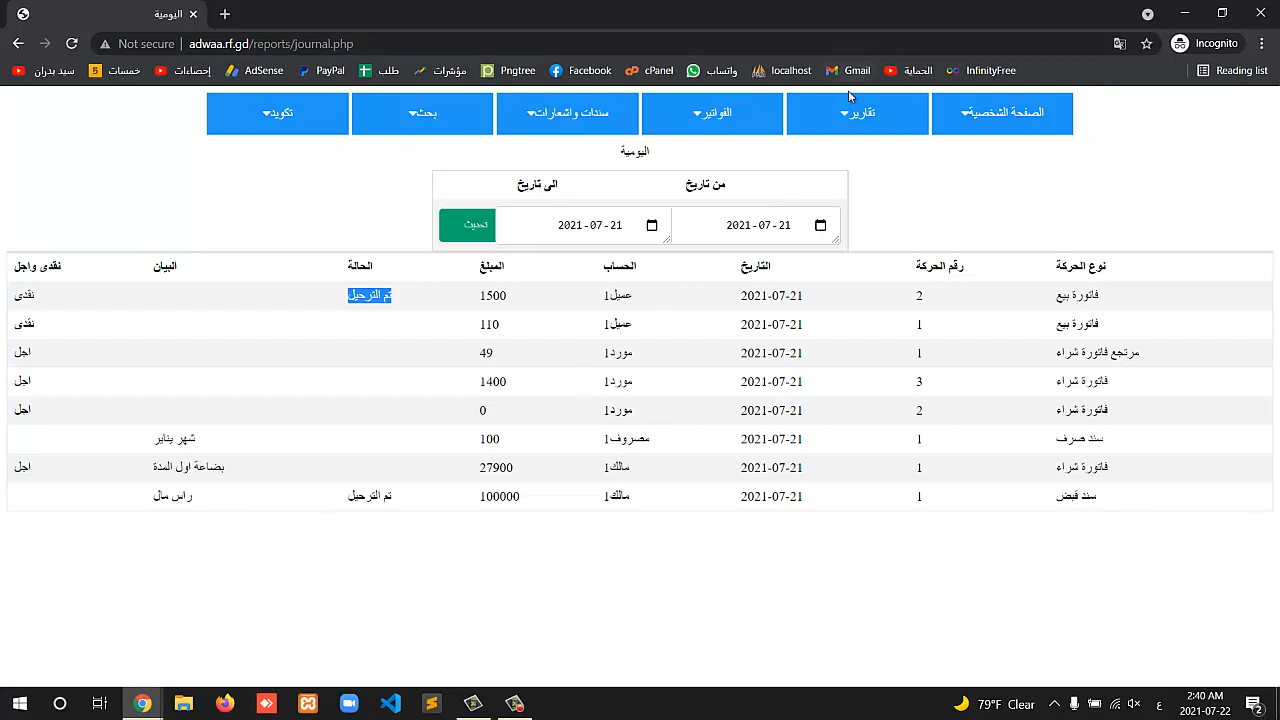 اليومية
Not secure | adwaa.rf.gd/reports/journal.php
Incognito
سيد بدران
خمسات
إحصاءات
AdSense
PayPal
طلب
مؤشرات
Pngtree
Facebook
cPanel
واتساب
localhost
Gmail
الحماية
InfinityFree
Reading list
الصفحة الشخصية
تقارير
الفواتير
سندات واشعارات
بحث
تكويد
اليومية
من تاريخ الى تاريخ
2021-07-21 2021-07-21 تحديث
نوع الحركة رقم الحركة التاريخ الحساب المبلغ الحالة البيان نقدى واجل
فاتورة بيع 2 2021-07-21 عميل1 1500 تم الترحيل نقدى
فاتورة بيع 1 2021-07-21 عميل1 110 نقدى
مرتجع فاتورة شراء 1 2021-07-21 مورد1 49 اجل
فاتورة شراء 3 2021-07-21 مورد1 1400 اجل
فاتورة شراء 2 2021-07-21 مورد1 0 اجل
سند صرف 1 2021-07-21 مصروف1 100 شهر يناير
فاتورة شراء 1 2021-07-21 مالك1 27900 بضاعة اول المدة اجل
سند قبض 1 2021-07-21 مالك1 100000 تم الترحيل راس مال
79°F Clear
ع
2:40 AM
2021-07-22
2